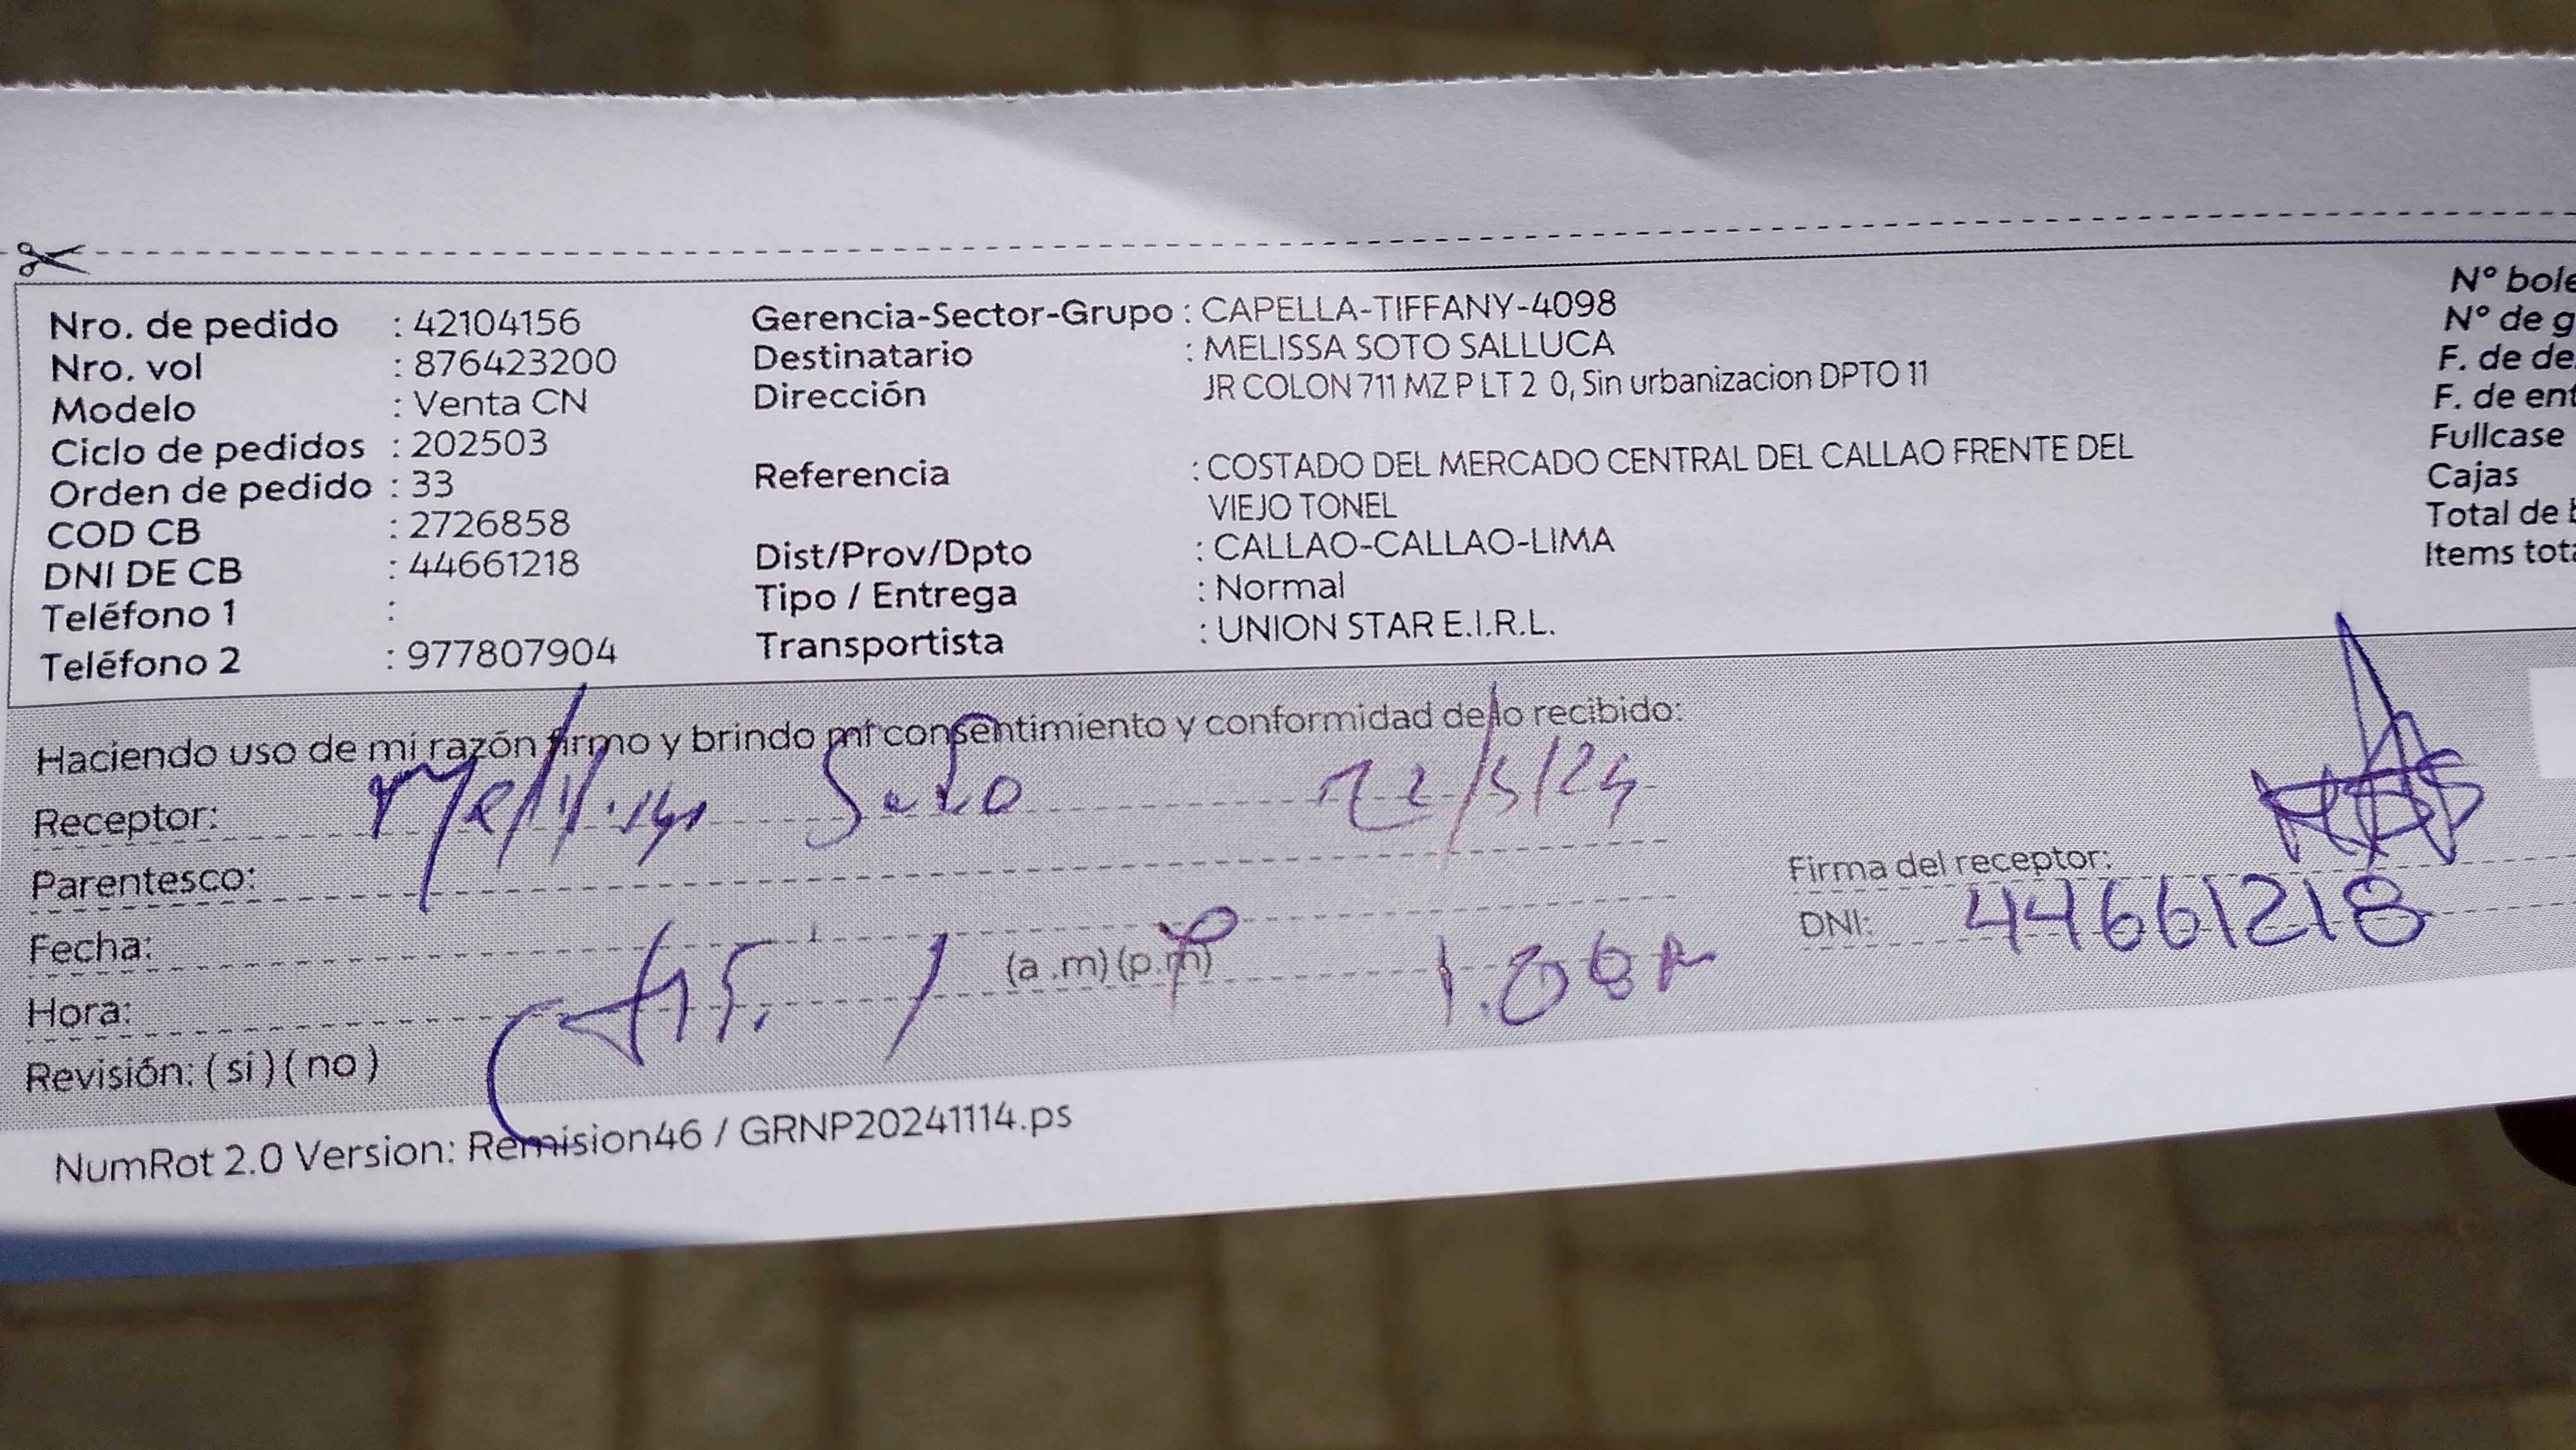 Nro. de pedido : 42104156
Nro. vol : 876423200
Modelo : Venta CN
Ciclo de pedidos : 202503
Orden de pedido : 33
COD CB : 2726858
DNI DE CB : 44661218
Teléfono 1 :
Teléfono 2 : 977807904
Gerencia-Sector-Grupo : CAPELLA-TIFFANY-4098
Destinatario : MELISSA SOTO SALLUCA
Dirección JR COLON 711 MZ P LT 2 0, Sin urbanizacion DPTO 11
Referencia : COSTADO DEL MERCADO CENTRAL DEL CALLAO FRENTE DEL
VIEJO TONEL
Dist/Prov/Dpto : CALLAO-CALLAO-LIMA
Tipo / Entrega : Normal
Transportista : UNION STAR E.I.R.L.
Nº bole
Nº de g
F. de de
F. de ent
Fullcase
Cajas
Total de
Items tota
Haciendo uso de mi razón firmo y brindo mi consentimiento y conformidad de lo recibido:
Receptor: Soto
Parentesco:
Fecha:
Hora: (a .m) (p.m)
Revisión: ( si ) ( no )
Firma del receptor:
DNI: 44661218
NumRot 2.0 Version: Remision46 / GRNP20241114.ps